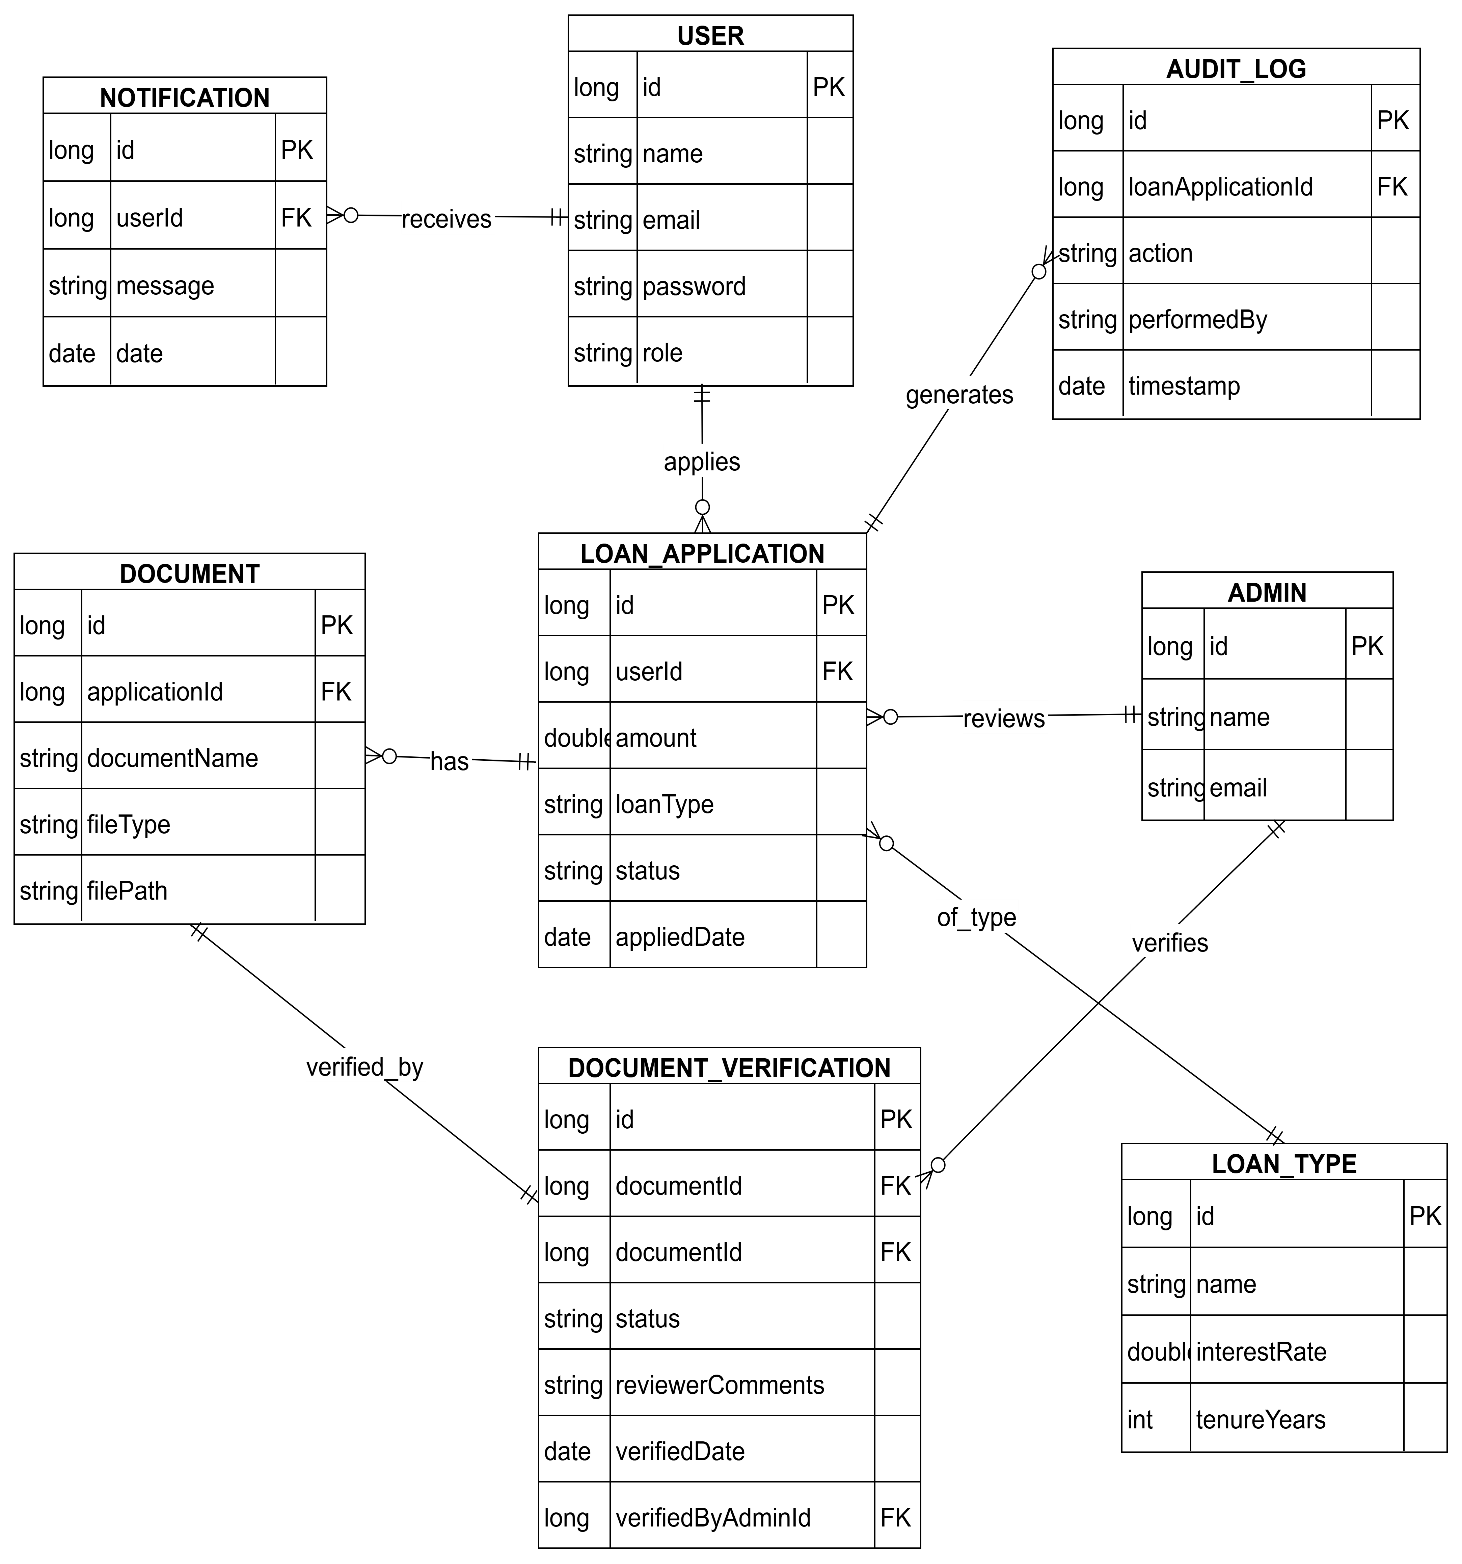 USER
long id PK
string name
string email
string password
string role
NOTIFICATION
long id PK
long userId FK
string message
date date
receives
AUDIT_LOG
long id PK
long loanApplicationId FK
string action
string performedBy
date timestamp
generates
applies
LOAN_APPLICATION
long id PK
long userId FK
double amount
string loanType
string status
date appliedDate
DOCUMENT
long id PK
long applicationId FK
string documentName
string fileType
string filePath
has
ADMIN
long id PK
string name
string email
reviews
of_type
verifies
verified_by
DOCUMENT_VERIFICATION
long id PK
long documentId FK
long documentId FK
string status
string reviewerComments
date verifiedDate
long verifiedByAdminId FK
LOAN_TYPE
long id PK
string name
double interestRate
int tenureYears